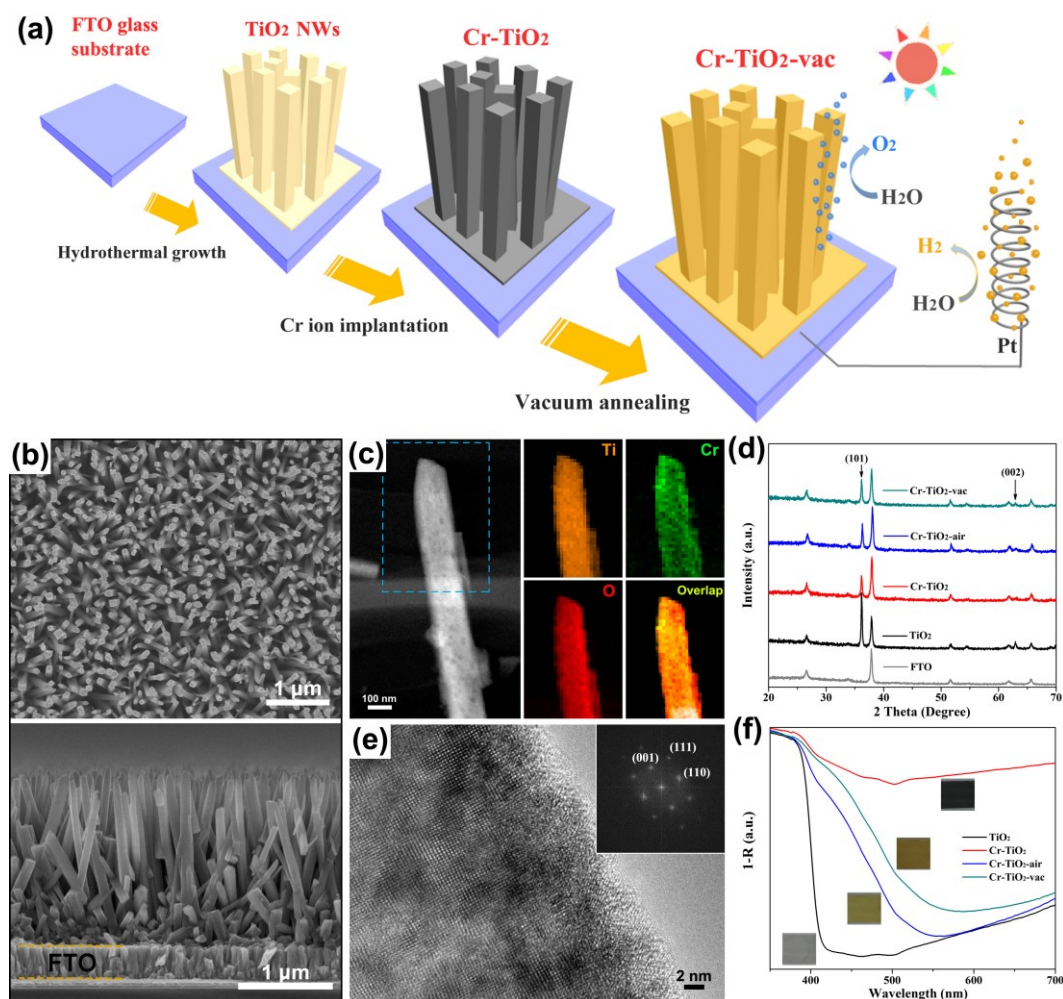 (a)
FTO glass
substrate
TiO2 NWs
Cr-TiO2
Cr-TiO2-vac
O2
H2O
H2
H2O
Pt
Hydrothermal growth
Cr ion implantation
Vacuum annealing
(b)
1 μm
FTO
1 μm
(c)
100 nm
Ti
Cr
O
Overlap
(d)
(101)
(002)
Cr-TiO2-vac
Cr-TiO2-air
Cr-TiO2
TiO2
FTO
Intensity (a.u.)
20 30 40 50 60 70
2 Theta (Degree)
(e)
(001)
(111)
(110)
2 nm
(f)
TiO2
Cr-TiO2
Cr-TiO2-air
Cr-TiO2-vac
1-R (a.u.)
400 500 600 700
Wavelength (nm)